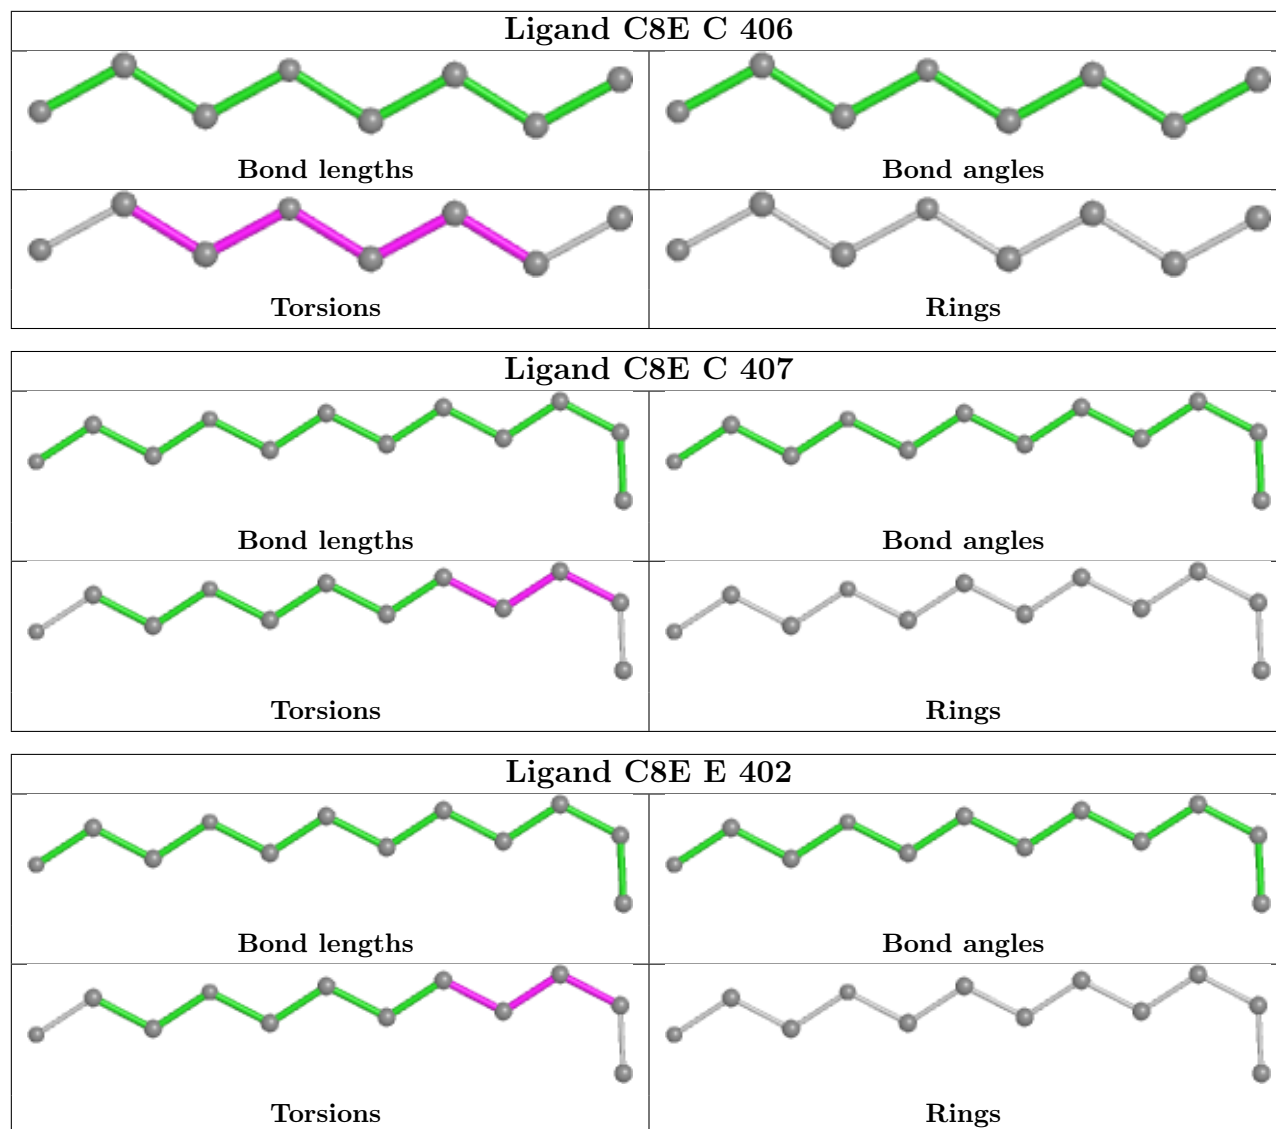 Ligand C8E C 406
Bond lengths
Bond angles
Torsions
Rings
Ligand C8E C 407
Bond lengths
Bond angles
Torsions
Rings
Ligand C8E E 402
Bond lengths
Bond angles
Torsions
Rings